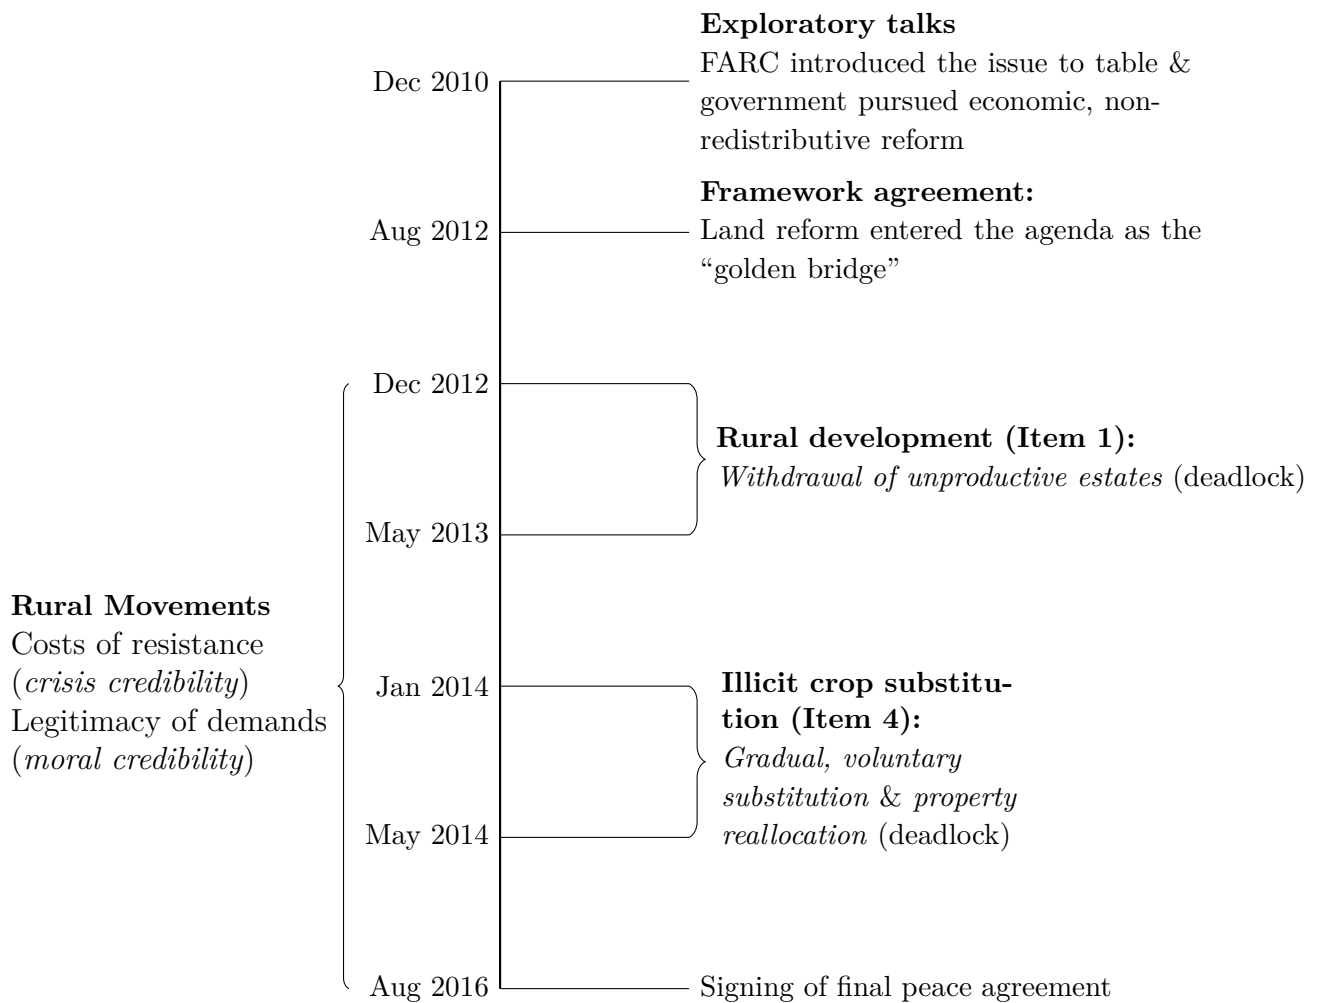 Exploratory talks
Dec 2010
FARC introduced the issue to table &
government pursued economic, non-
redistributive reform
Framework agreement:
Aug 2012
Land reform entered the agenda as the
“golden bridge”
Dec 2012
Rural development (Item 1):
Withdrawal of unproductive estates (deadlock)
May 2013
Rural Movements
Costs of resistance
(crisis credibility)
Legitimacy of demands
(moral credibility)
Jan 2014
Illicit crop substitu-
tion (Item 4):
Gradual, voluntary
substitution & property
reallocation (deadlock)
May 2014
Aug 2016
Signing of final peace agreement